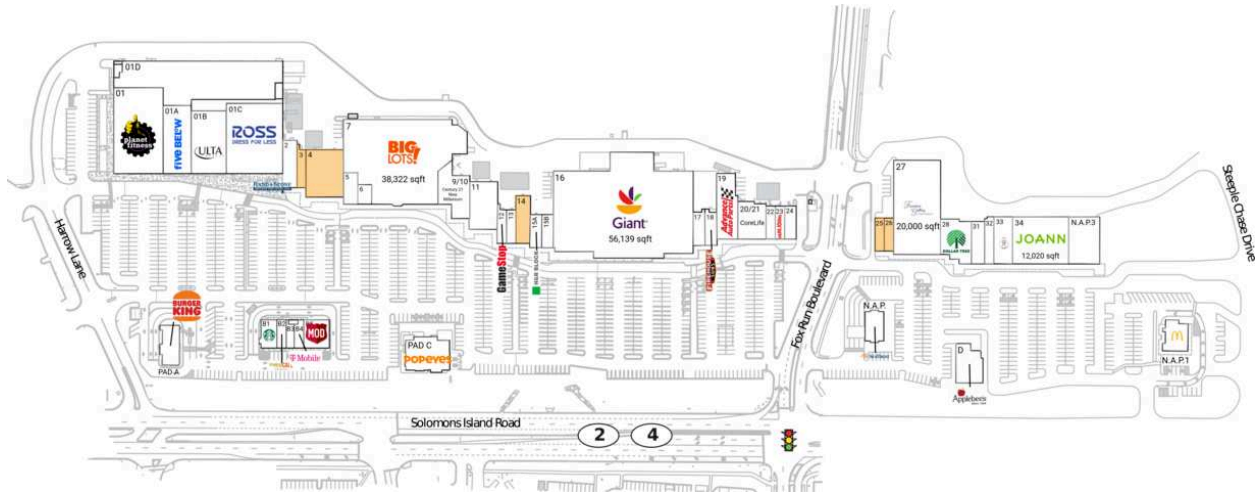 01D
01
01A
01B
01C
planet
fitness
five BEL°W
ULTA
ROSS
DRESS FOR LESS
2
3
4
7
BIG
LOTS!
38,322 sqft
5
6
9/10
Century 21
New
Millenium
11
12
13
14
15A
15B
GameStop
H&R BLOCK
16
Giant
56,139 sqft
17
18
19
Advance
Auto Parts
20/21
CoreLife
22
23
24
25
26
27
20,000 sqft
28
DOLLAR TREE
31
32
33
34
JOANN
12,020 sqft
N.A.P.3
Harrow Lane
Steeple Chase Drive
Fox Run Boulevard
BURGER
KING
PAD A
B1
MOD
T Mobile
PAD C
POPEYES
N.A.P.
D
Applebee's
N.A.P.1
Solomons Island Road
2
4